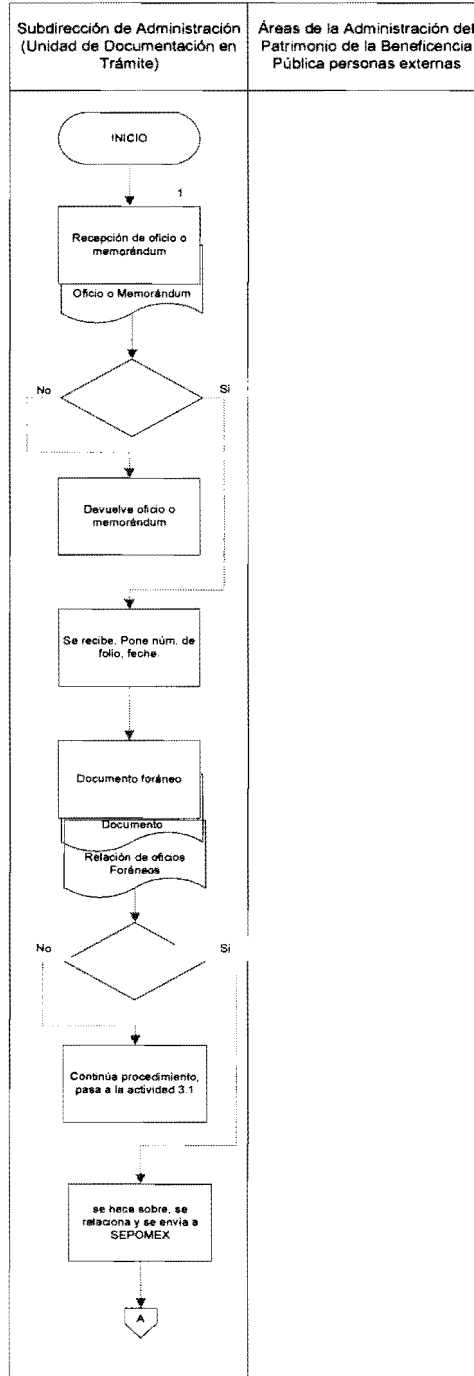 Subdirección de Administración
(Unidad de Documentación en
Trámite)
Áreas de la Administración del
Patrimonio de la Beneficencia
Pública personas externas
INICIO
1
Recepción de oficio o
memorándum
Oficio o Memorándum
No
Sí
Devuelve oficio o
memorándum
Se recibe. Pone núm. de
folio, feche.
Documento foráneo
Documento
Relación de oficios
Foráneos
No
Sí
Continúa procedimiento,
pasa a la actividad 3.1
se hace sobre, se
relaciona y se envía a
SEPOMEX
A